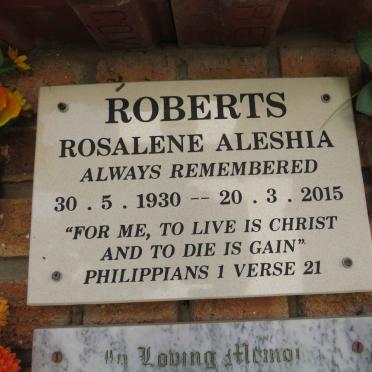 ROBERTS
ROSALENE ALESHIA
ALWAYS REMEMBERED
30 . 5 . 1930 -- 20 . 3 . 2015
"FOR ME, TO LIVE IS CHRIST
AND TO DIE IS GAIN"
PHILIPPIANS 1 VERSE 21
In Loving Memor